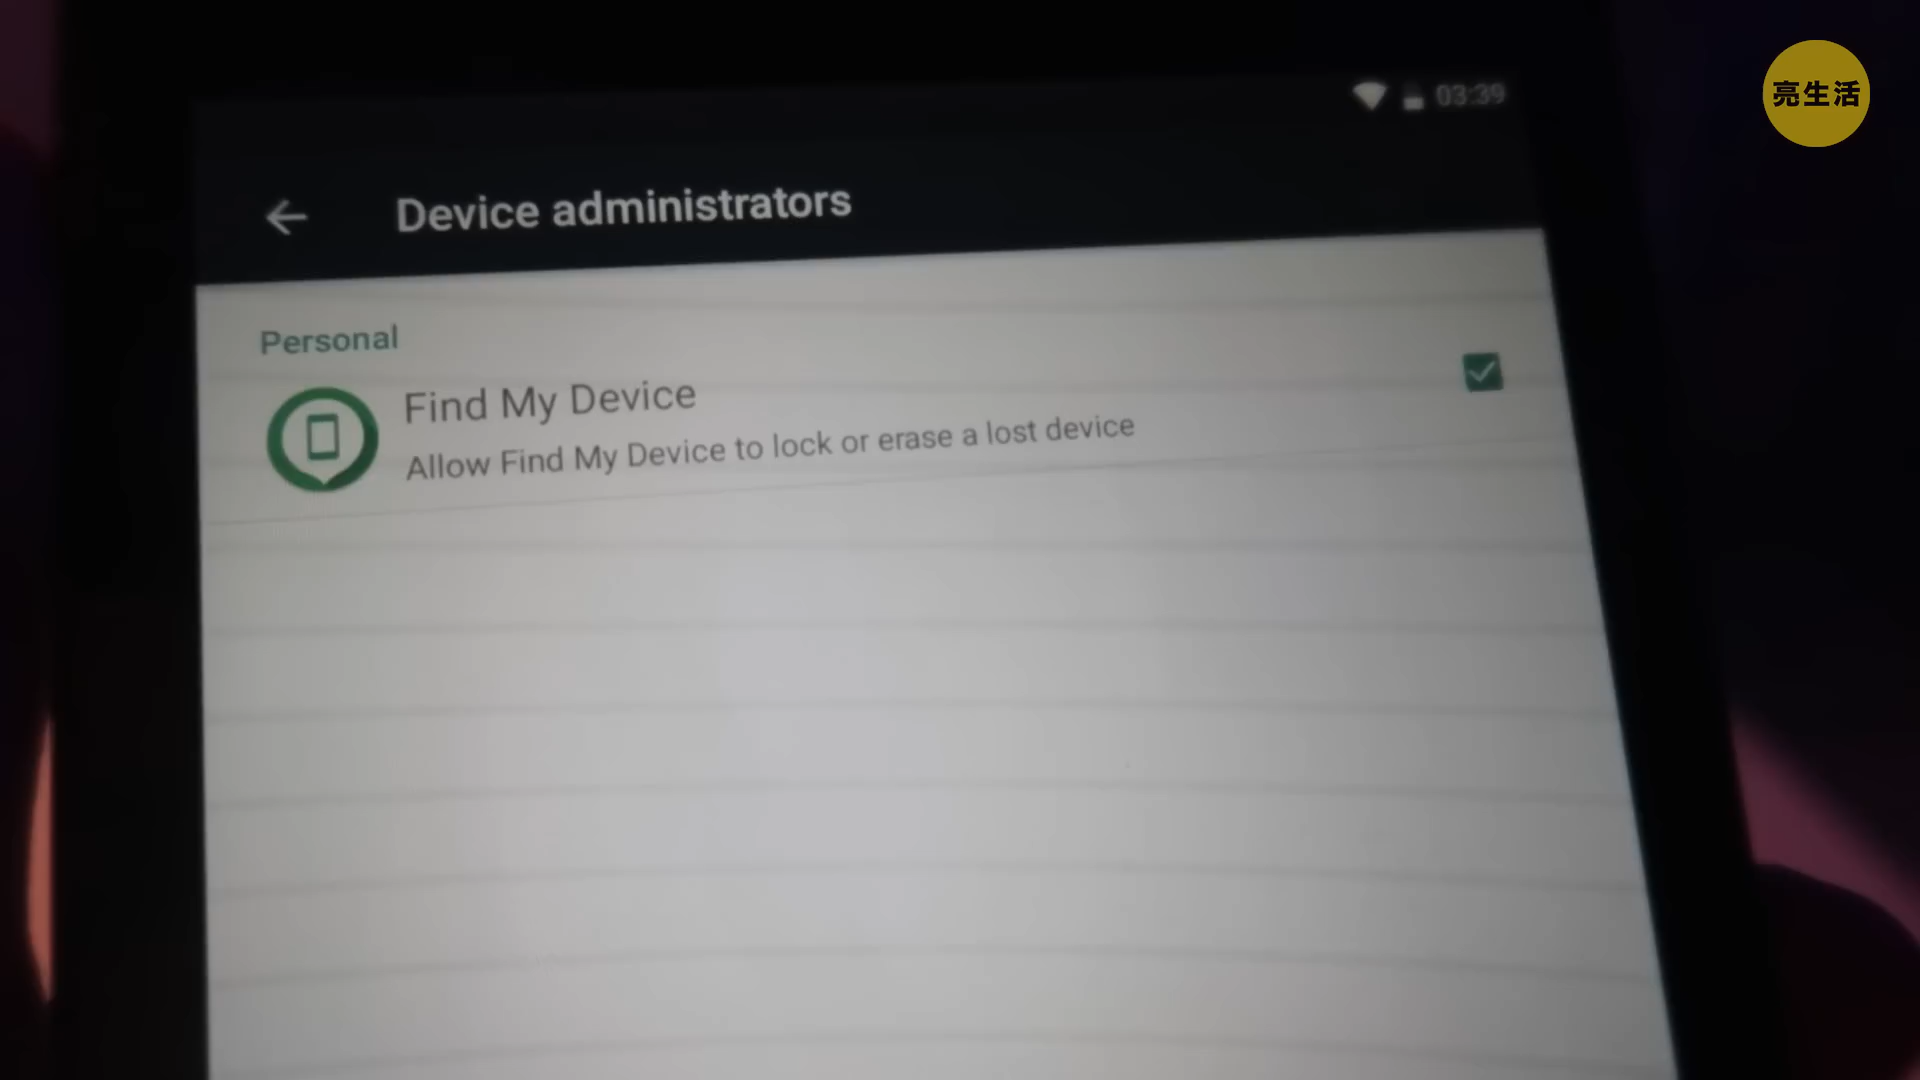 亮生活
03:39
Device administrators
Personal
Find My Device
Allow Find My Device to lock or erase a lost device